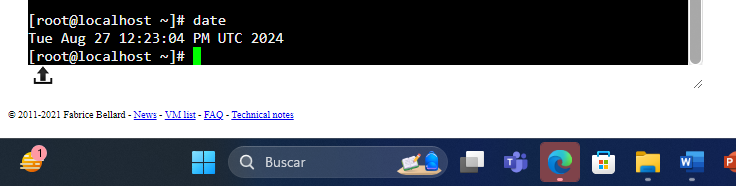 [root@localhost ~]# date
Tue Aug 27 12:23:04 PM UTC 2024
[root@localhost ~]#
© 2011-2021 Fabrice Bellard - News - VM list - FAQ - Technical notes
1
Buscar
W
P